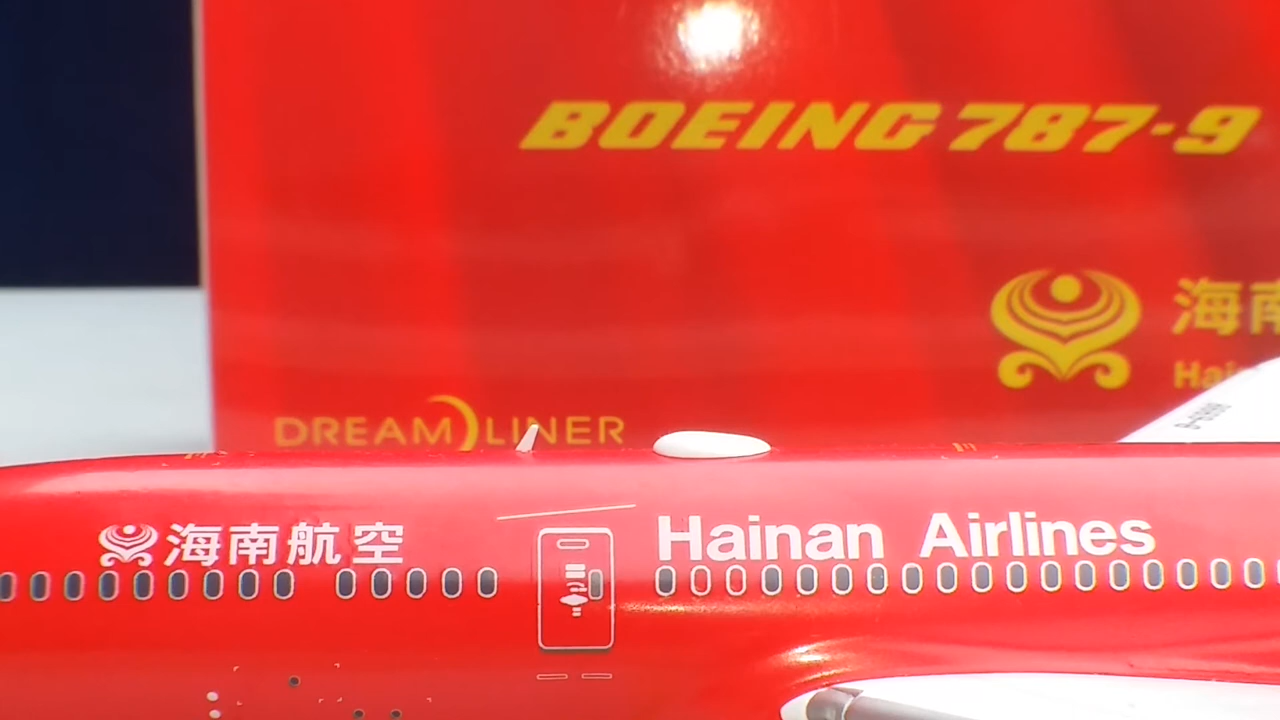 BOEING 787-9
海南
DREAMLINER
海南航空
Hainan Airlines